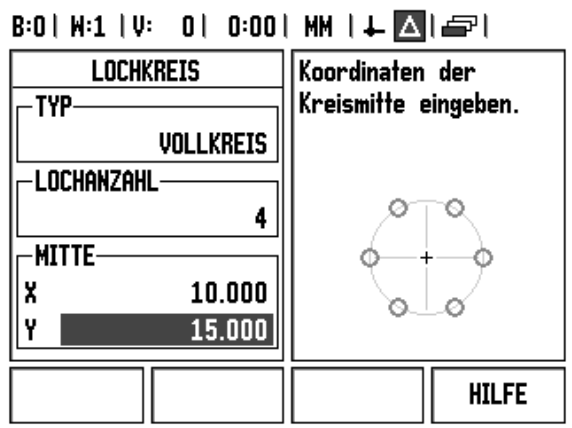 B:0| W:1 |V: 0| 0:00| MM
LOCHKREIS
TYP
VOLLKREIS
LOCHANZAHL
4
MITTE
X 10.000
Y 15.000
Koordinaten der
Kreismitte eingeben.
HILFE